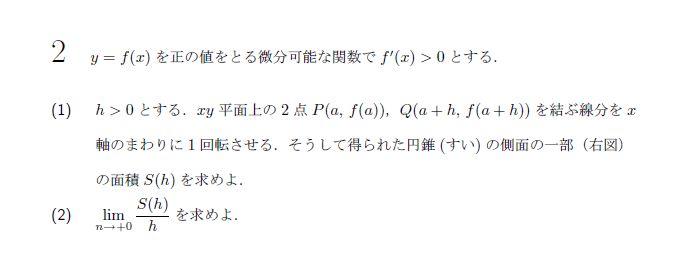 2 y = f(x) を正の値をとる微分可能な関数で f′(x) > 0 とする.
(1) h > 0 とする. xy 平面上の 2 点 P(a, f(a)), Q(a + h, f(a + h)) を結ぶ線分を x
軸のまわりに 1 回転させる. そうして得られた円錐 (すい) の側面の一部（右図）
の面積 S(h) を求めよ.
(2) lim_{n→+0} S(h)/h を求めよ.